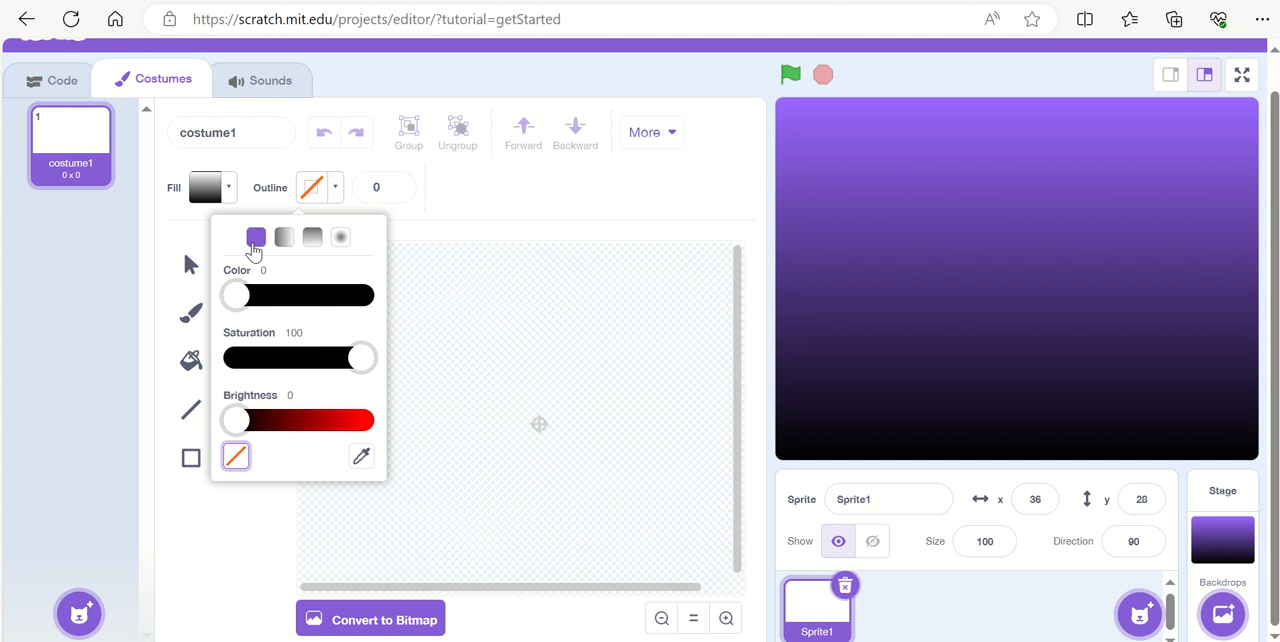 https://scratch.mit.edu/projects/editor/?tutorial=getStarted
Code
Costumes
Sounds
1
costume1
0 x 0
costume1
Group
Ungroup
Forward
Backward
More
Fill
Outline
0
Color 0
Saturation 100
Brightness 0
Convert to Bitmap
Sprite
Sprite1
x
36
y
28
Show
Size
100
Direction
90
Sprite1
Stage
Backdrops